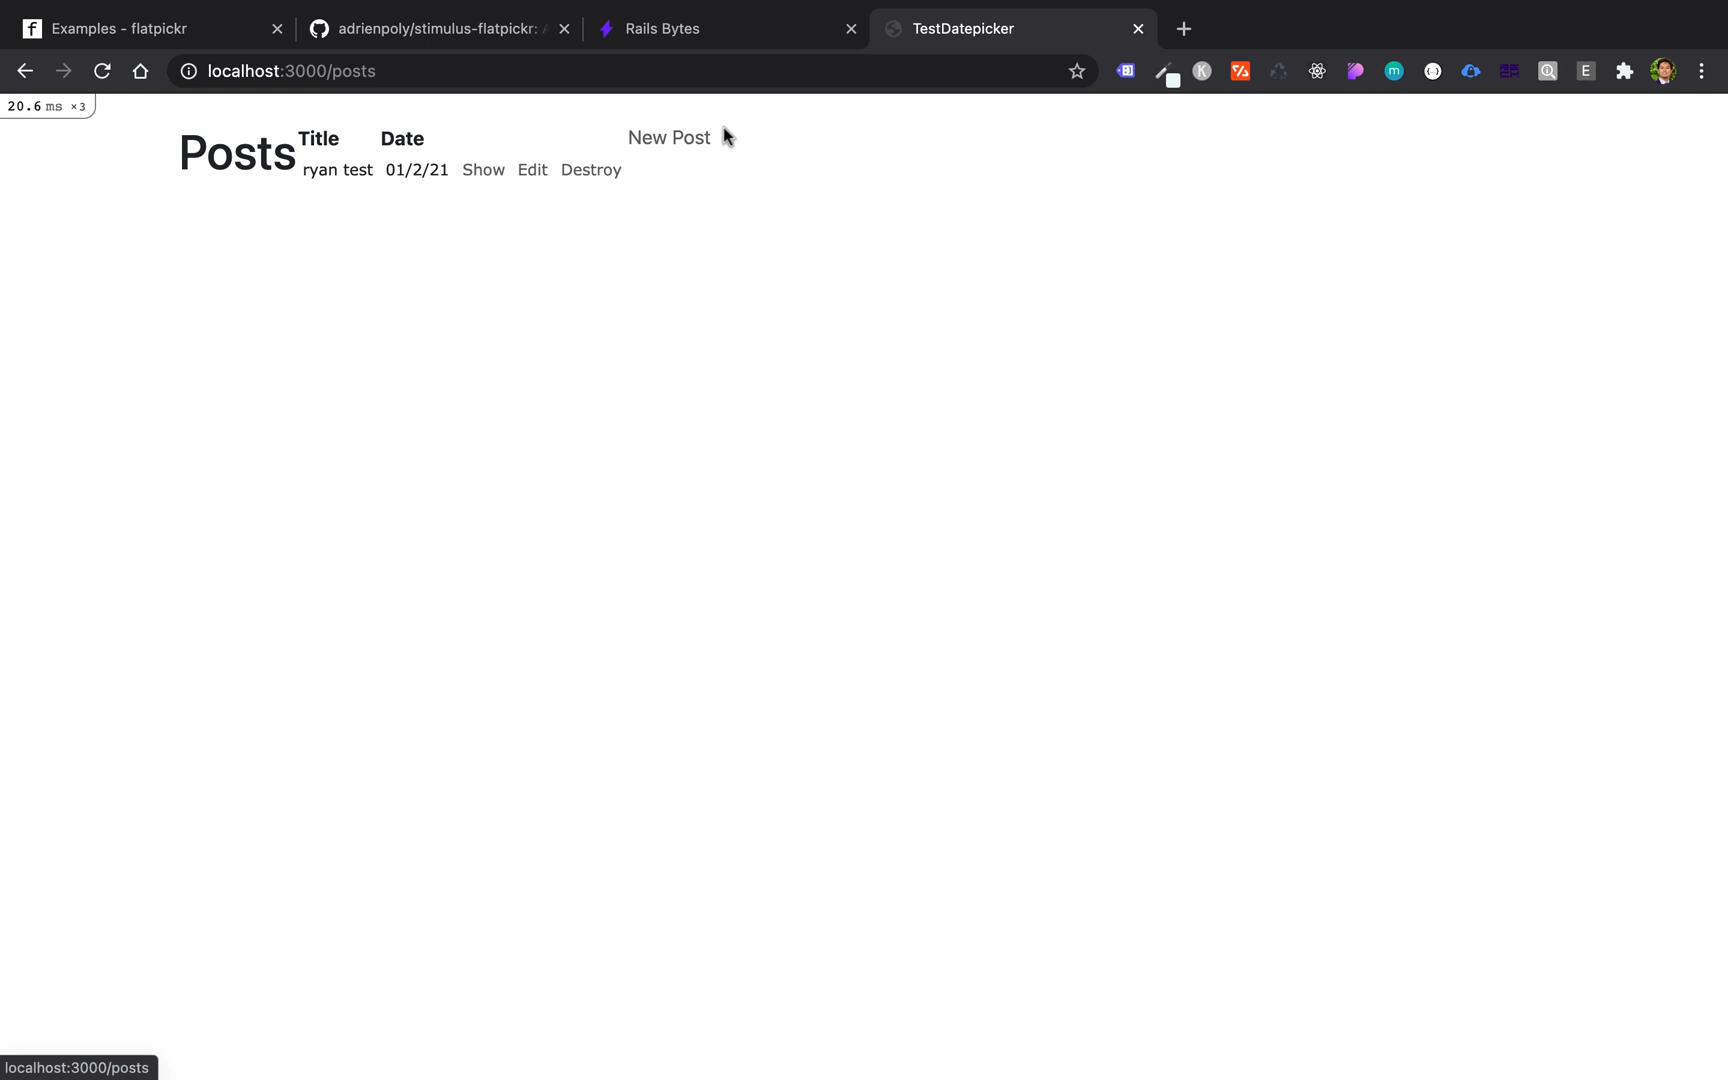 Examples - flatpickr
adrienpoly/stimulus-flatpickr:
Rails Bytes
TestDatepicker
localhost:3000/posts
20.6 ms ×3
Posts
Title Date
New Post
ryan test 01/2/21 Show Edit Destroy
localhost:3000/posts